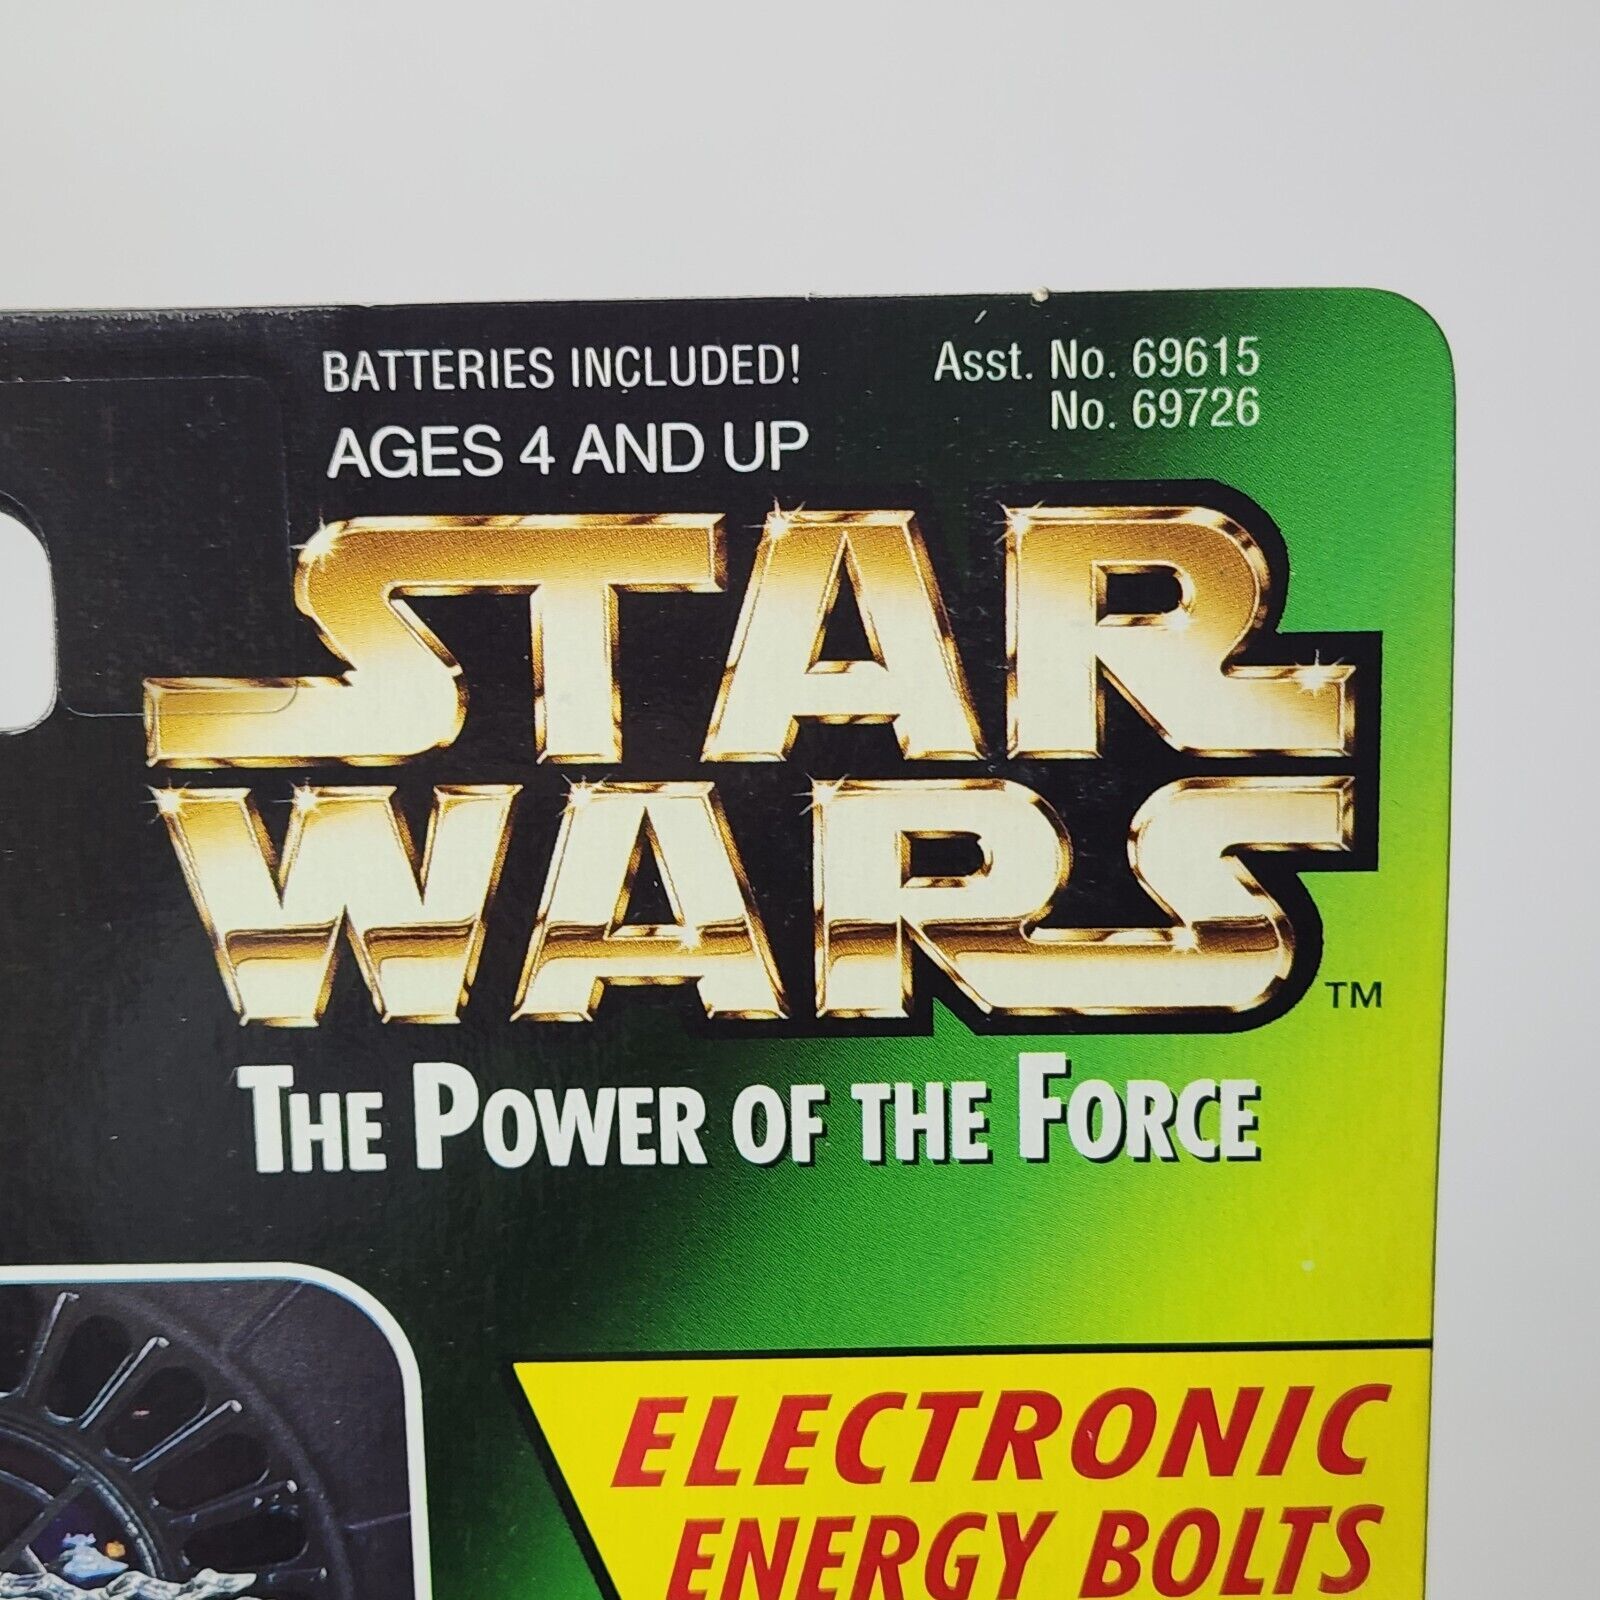 BATTERIES INCLUDED!
AGES 4 AND UP
Asst. No. 69615
No. 69726
STAR
WARS
TM
THE POWER OF THE FORCE
ELECTRONIC
ENERGY BOLTS